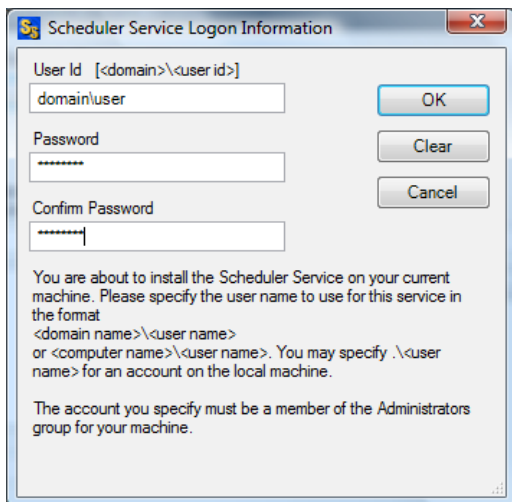 Ss Scheduler Service Logon Information
User Id [<domain>\<user id>]
domain\user
OK
Password
Clear
********
Cancel
Confirm Password
********
You are about to install the Scheduler Service on your current
machine. Please specify the user name to use for this service in
the format
<domain name>\<user name>
or <computer name>\<user name>. You may specify .\<user
name> for an account on the local machine.
The account you specify must be a member of the Administrators
group for your machine.